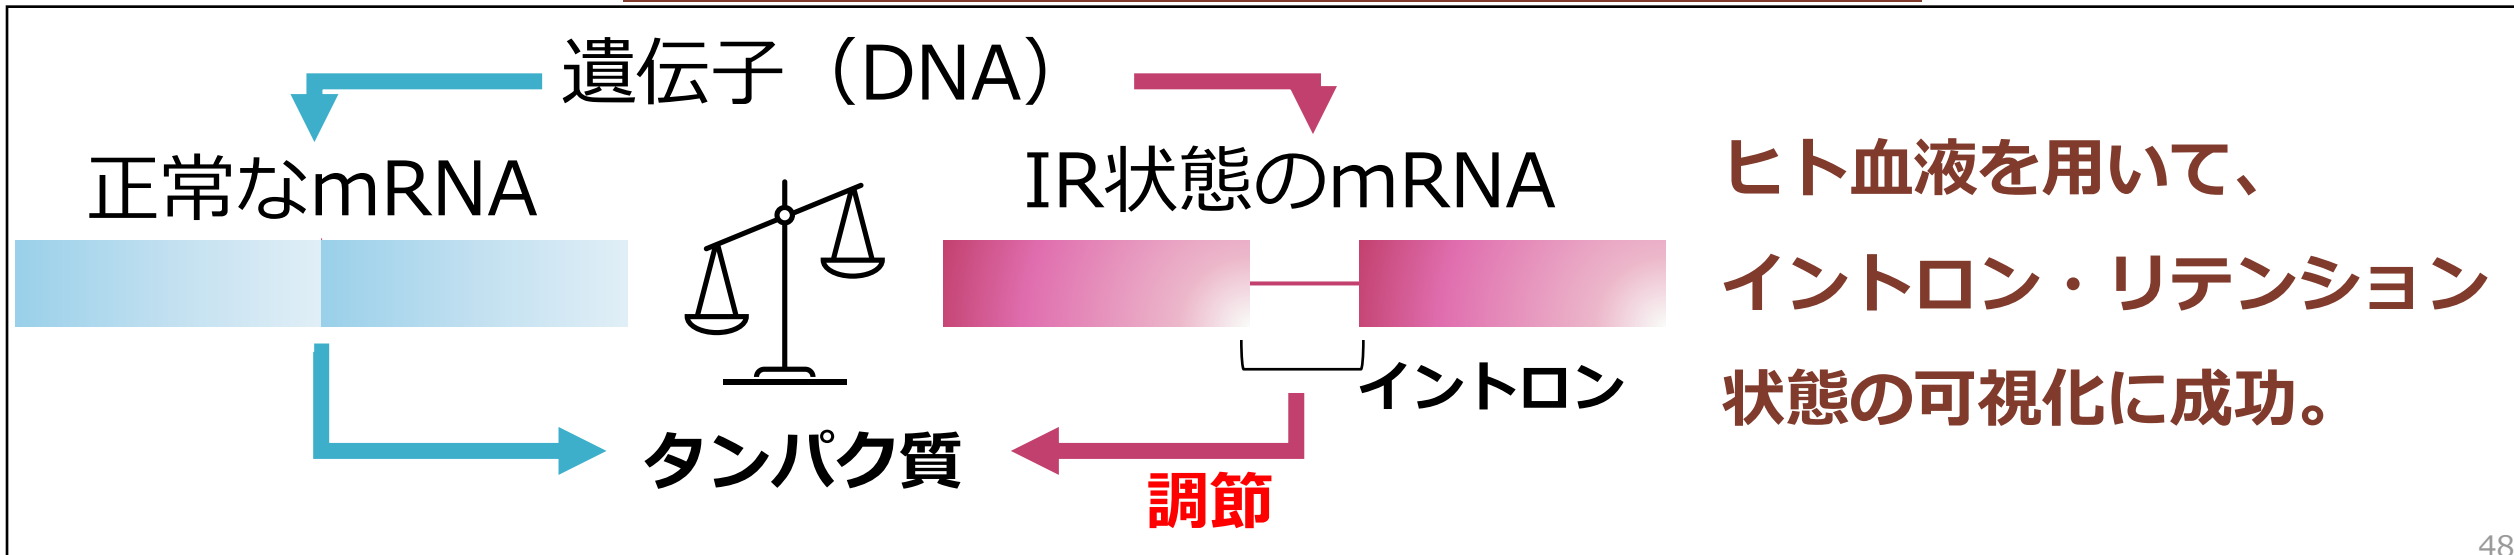 遺伝子（DNA）
正常なmRNA
IR状態のmRNA
イントロン
タンパク質
調節
ヒト血液を用いて、
イントロン・リテンション
状態の可視化に成功。
48